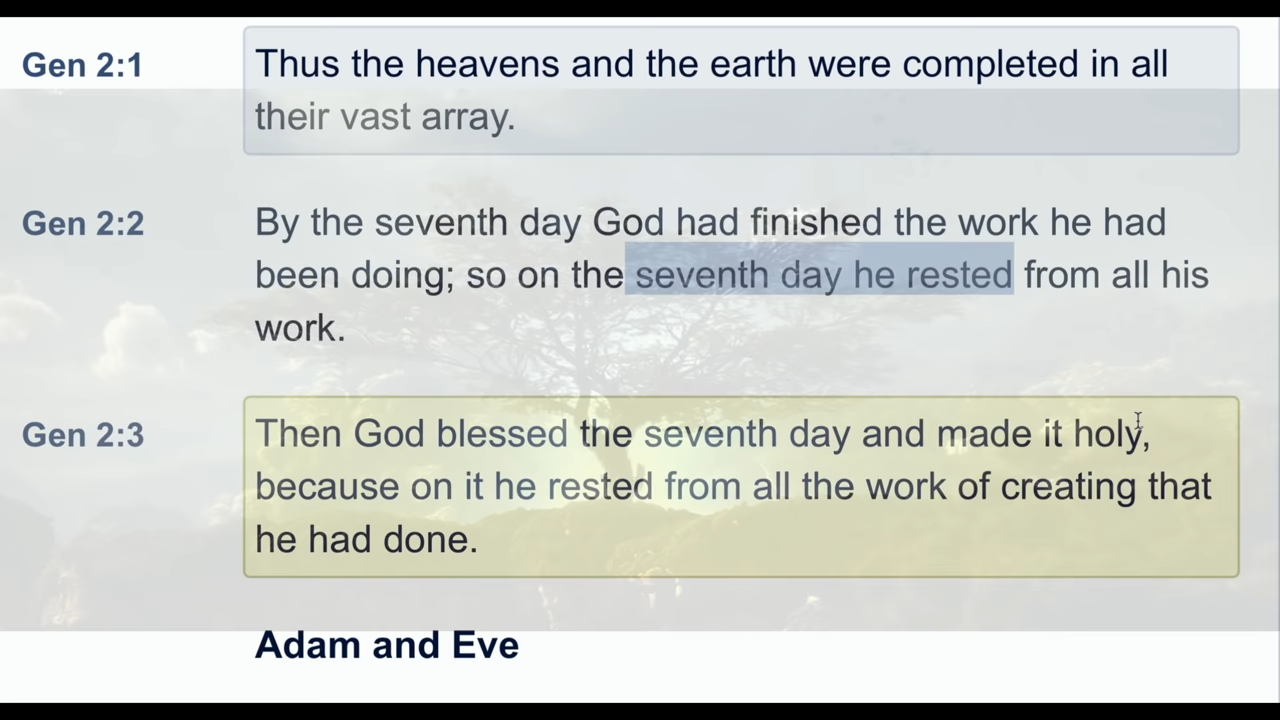 Gen 2:1 Thus the heavens and the earth were completed in all
their vast array.
Gen 2:2 By the seventh day God had finished the work he had
been doing; so on the seventh day he rested from all his
work.
Gen 2:3 Then God blessed the seventh day and made it holy,
because on it he rested from all the work of creating that
he had done.
Adam and Eve